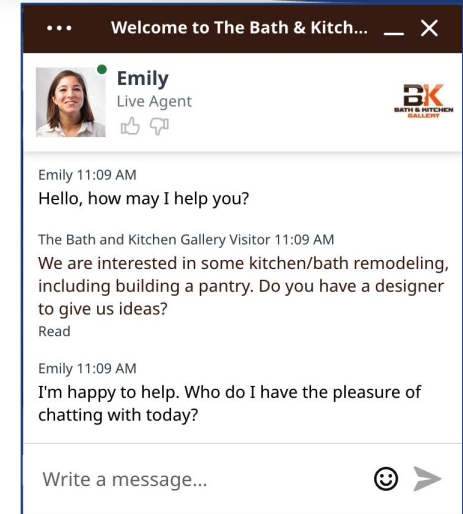 Welcome to The Bath & Kitch...
Emily
Live Agent
BK
BATH & KITCHEN
GALLERY
Emily 11:09 AM
Hello, how may I help you?
The Bath and Kitchen Gallery Visitor 11:09 AM
We are interested in some kitchen/bath remodeling,
including building a pantry. Do you have a designer
to give us ideas?
Read
Emily 11:09 AM
I'm happy to help. Who do I have the pleasure of
chatting with today?
Write a message...